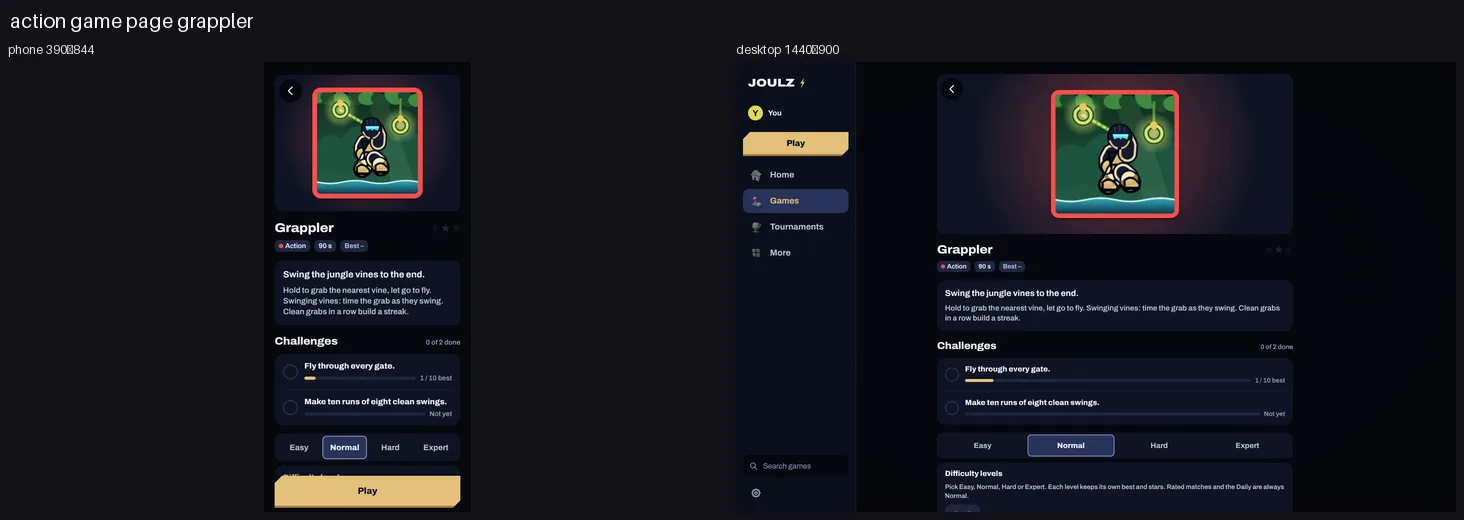 action game page grappler
phone 390▯844
Grappler
Action
90 s
Best –
Swing the jungle vines to the end.
Hold to grab the nearest vine, let go to fly.
Swinging vines: time the grab as they swing.
Clean grabs in a row build a streak.
Challenges
0 of 2 done
Fly through every gate.
1 / 10 best
Make ten runs of eight clean swings.
Not yet
Easy
Normal
Hard
Expert
Play
desktop 1440▯900
JOULZ
Y You
Play
Home
Games
Tournaments
More
Search games
Grappler
Action
90 s
Best –
Swing the jungle vines to the end.
Hold to grab the nearest vine, let go to fly. Swinging vines: time the grab as they swing. Clean grabs
in a row build a streak.
Challenges
0 of 2 done
Fly through every gate.
1 / 10 best
Make ten runs of eight clean swings.
Not yet
Easy
Normal
Hard
Expert
Difficulty levels
Pick Easy, Normal, Hard or Expert. Each level keeps its own best and stars. Rated matches and the Daily are always
Normal.